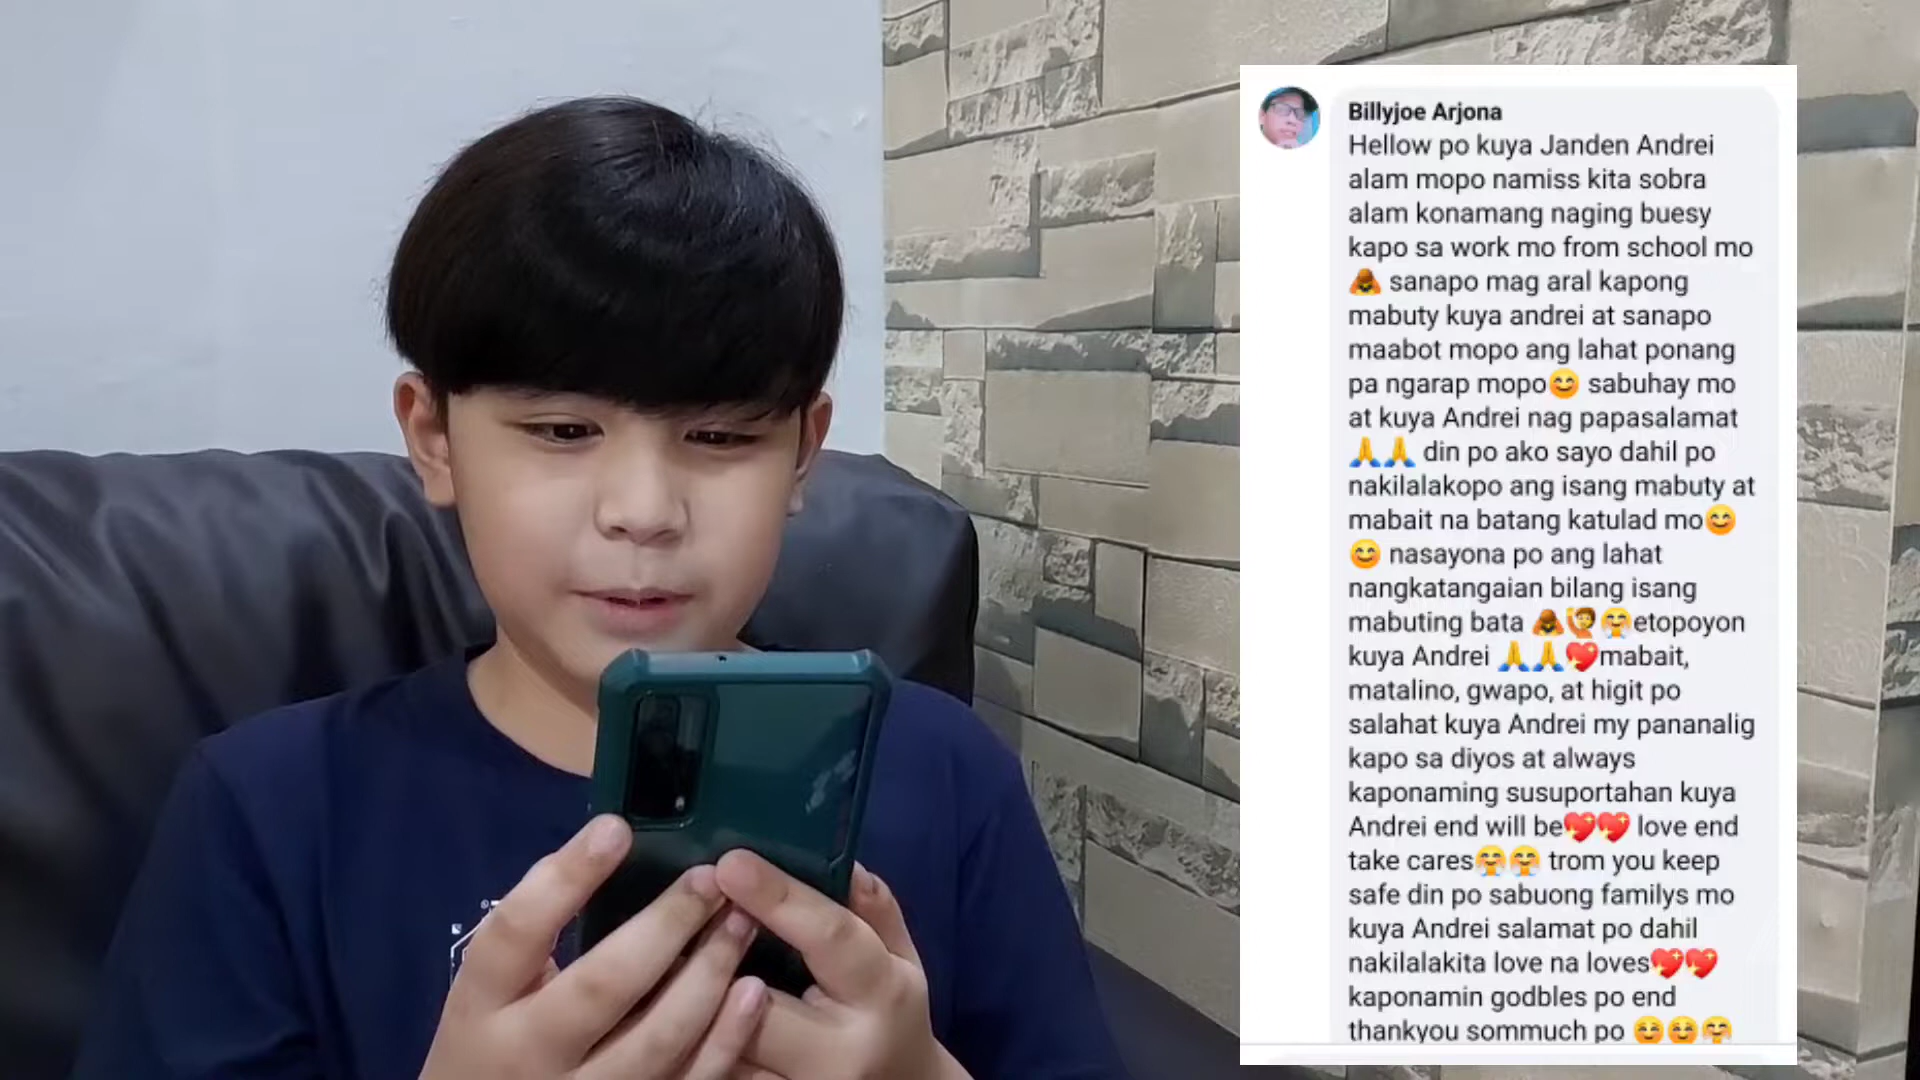 Billyjoe Arjona
Hellow po kuya Janden Andrei
alam mopo namiss kita sobra
alam konamang naging buesy
kapo sa work mo from school mo
🙈 sanapo mag aral kapong
mabuty kuya andrei at sanapo
maabot mopo ang lahat ponang
pa ngarap mopo😊 sabuhay mo
at kuya Andrei nag papasalamat
🙏🙏 din po ako sayo dahil po
nakilalakopo ang isang mabuty at
mabait na batang katulad mo😊
😊 nasayona po ang lahat
nangkatangaian bilang isang
mabuting bata 🙈🙋🤗etopoyon
kuya Andrei 🙏🙏💖mabait,
matalino, gwapo, at higit po
salahat kuya Andrei my pananalig
kapo sa diyos at always
kaponaming susuportahan kuya
Andrei end will be💖💖 love end
take cares🤗🤗 trom you keep
safe din po sabuong familys mo
kuya Andrei salamat po dahil
nakilalakita love na loves💖💖
kaponamin godbles po end
thankyou sommuch po ☺️☺️🤗